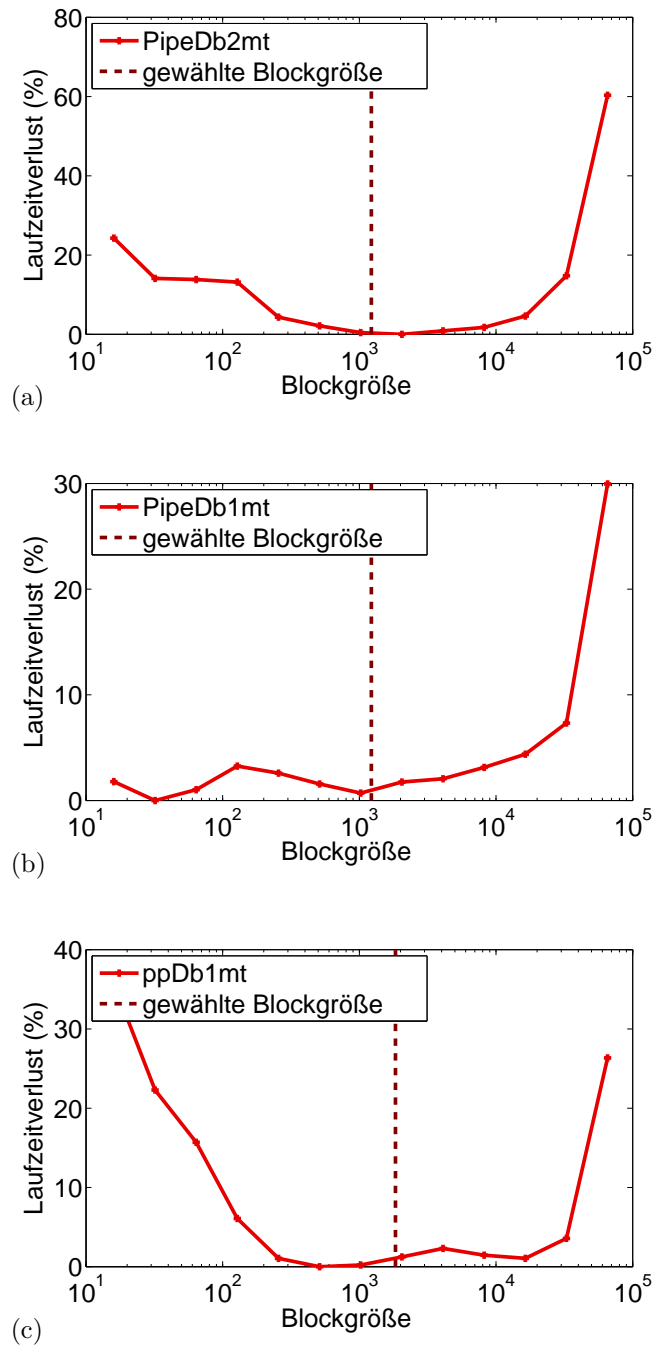 80
60
40
20
0
Laufzeitverlust (%)
PipeDb2mt
gewählte Blockgröße
10^1
10^2
10^3
10^4
10^5
Blockgröße
(a)
30
20
10
0
Laufzeitverlust (%)
PipeDb1mt
gewählte Blockgröße
10^1
10^2
10^3
10^4
10^5
Blockgröße
(b)
40
30
20
10
0
Laufzeitverlust (%)
ppDb1mt
gewählte Blockgröße
10^1
10^2
10^3
10^4
10^5
Blockgröße
(c)